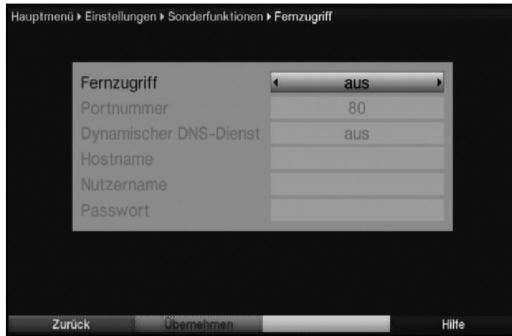 Hauptmenü ▸ Einstellungen ▸ Sonderfunktionen ▸ Fernzugriff
Fernzugriff aus
Portnummer 80
Dynamischer DNS-Dienst aus
Hostname
Nutzername
Passwort
Zurück Übernehmen Hilfe